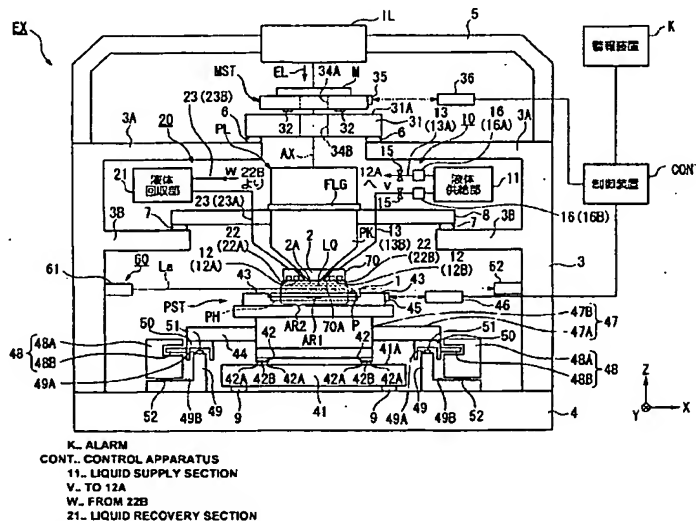 EX
IL
5
EL
M
34A
35
36
K
警報装置
MST
31A
31
3A
6
PL
32
32
6
34B
13
(13A)
10
16
(16A)
3A
23 (23B)
20
AX
15
12A
へ
V
W
22B
より
21
液体
回収部
液体
供給部
11
CONT
制御装置
FLG
15
16 (16B)
23 (23A)
7
8
7
3B
3B
PK
13
(13B)
22
(22A)
2A
2
LQ
22
(22B)
70
12
(12A)
12
(12B)
3
61
60
La
43
43
1
52
45
46
PST
PH
AR2
AR1
70A
P
47B
47A
47
50
51
44
42
42
41A
51
50
48
48A
48B
49A
48A
48B
48
42A
42B
42A
42A
42B
42A
41
52
49B
49
9
9
49A
49
49B
52
4
Z
Y
X
K.. ALARM
CONT.. CONTROL APPARATUS
11.. LIQUID SUPPLY SECTION
V.. TO 12A
W.. FROM 22B
21.. LIQUID RECOVERY SECTION